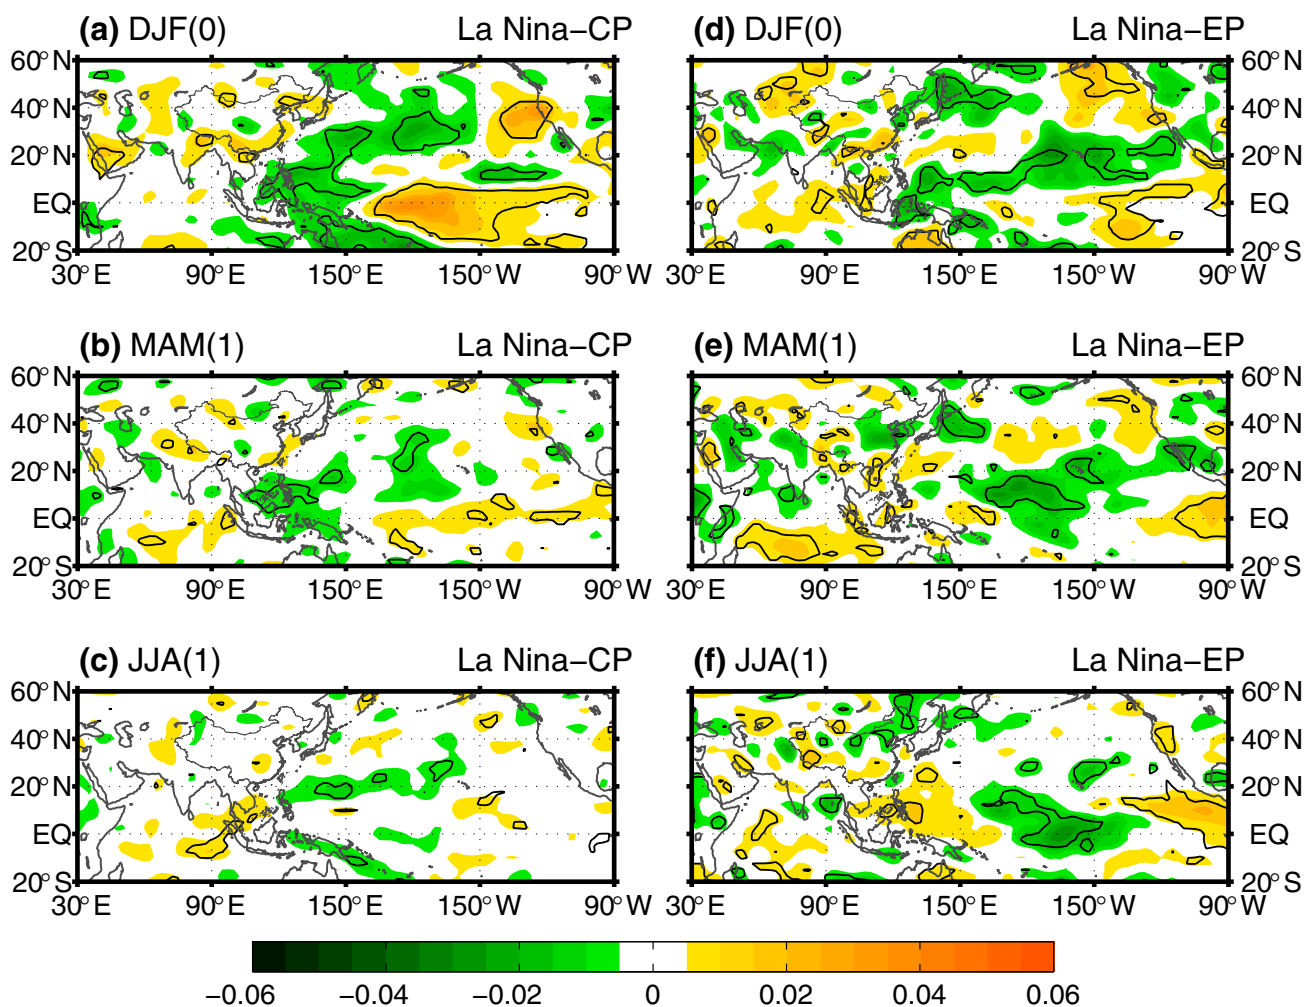 (a) DJF(0) La Nina−CP
60° N
40° N
20° N
EQ
20° S
30° E 90° E 150° E 150° W 90° W
(d) DJF(0) La Nina−EP
60° N
40° N
20° N
EQ
20° S
30° E 90° E 150° E 150° W 90° W
(b) MAM(1) La Nina−CP
60° N
40° N
20° N
EQ
20° S
30° E 90° E 150° E 150° W 90° W
(e) MAM(1) La Nina−EP
60° N
40° N
20° N
EQ
20° S
30° E 90° E 150° E 150° W 90° W
(c) JJA(1) La Nina−CP
60° N
40° N
20° N
EQ
20° S
30° E 90° E 150° E 150° W 90° W
(f) JJA(1) La Nina−EP
60° N
40° N
20° N
EQ
20° S
30° E 90° E 150° E 150° W 90° W
−0.06 −0.04 −0.02 0 0.02 0.04 0.06